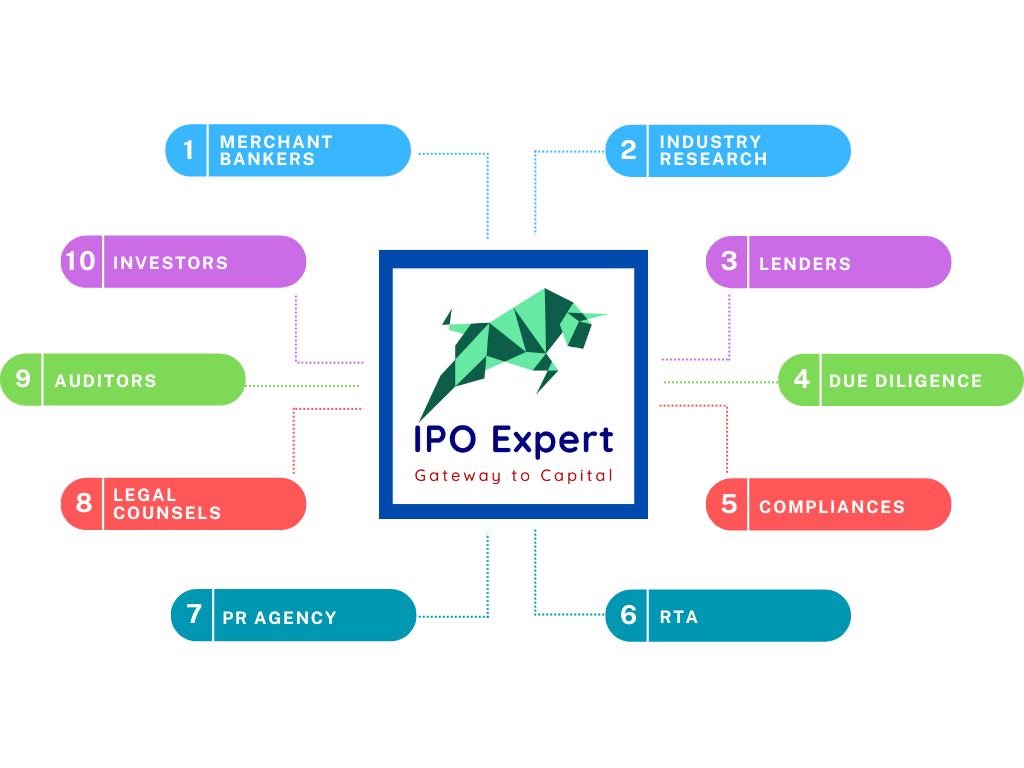 1
MERCHANT
BANKERS
2
INDUSTRY
RESEARCH
10
INVESTORS
3
LENDERS
9
AUDITORS
4
DUE DILIGENCE
IPO Expert
Gateway to Capital
8
LEGAL
COUNSELS
5
COMPLIANCES
7
PR AGENCY
6
RTA